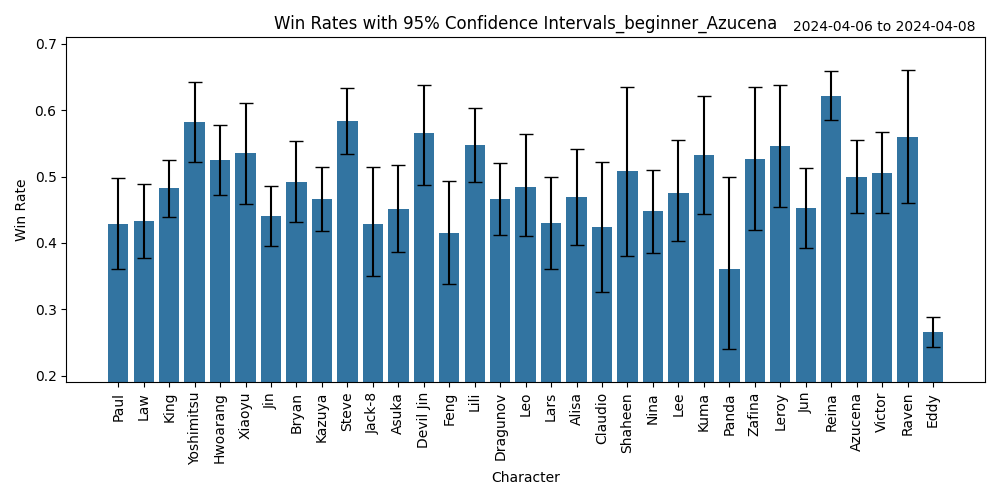 Win Rates with 95% Confidence Intervals_beginner_Azucena
2024-04-06 to 2024-04-08
Win Rate
0.7
0.6
0.5
0.4
0.3
0.2
Paul
Law
King
Yoshimitsu
Hwoarang
Xiaoyu
Jin
Bryan
Kazuya
Steve
Jack-8
Asuka
Devil Jin
Feng
Lili
Dragunov
Leo
Lars
Alisa
Claudio
Shaheen
Nina
Lee
Kuma
Panda
Zafina
Leroy
Jun
Reina
Azucena
Victor
Raven
Eddy
Character